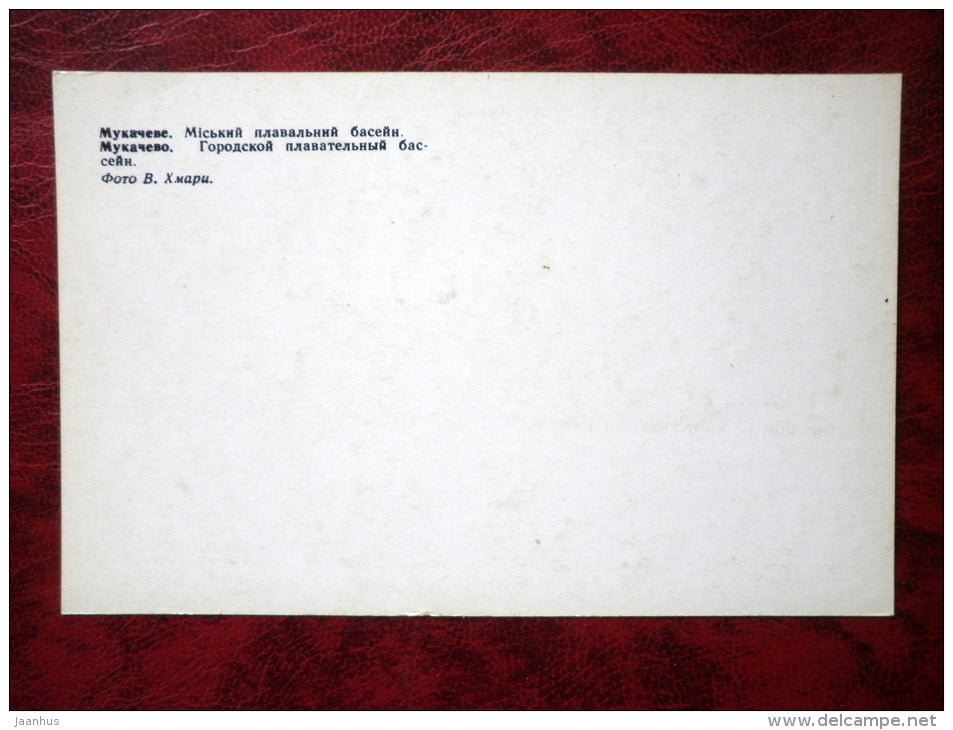 Мукачеве. Міський плавальний басейн.
Мукачево. Городской плавательный бас-
сейн.
Фото В. Хмари.
jaanhus
www.delcampe.net